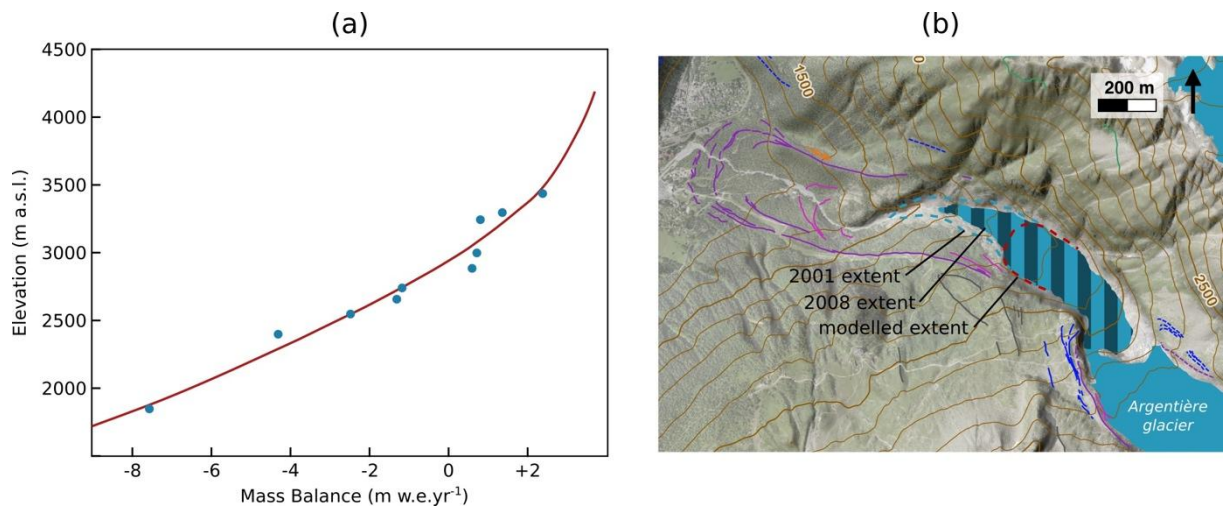 (a)
4500
4000
3500
3000
2500
2000
Elevation (m a.s.l.)
-8
-6
-4
-2
0
+2
Mass Balance (m w.e.yr-1)
(b)
1500
200 m
2001 extent
2008 extent
modelled extent
2500
Argentière
glacier